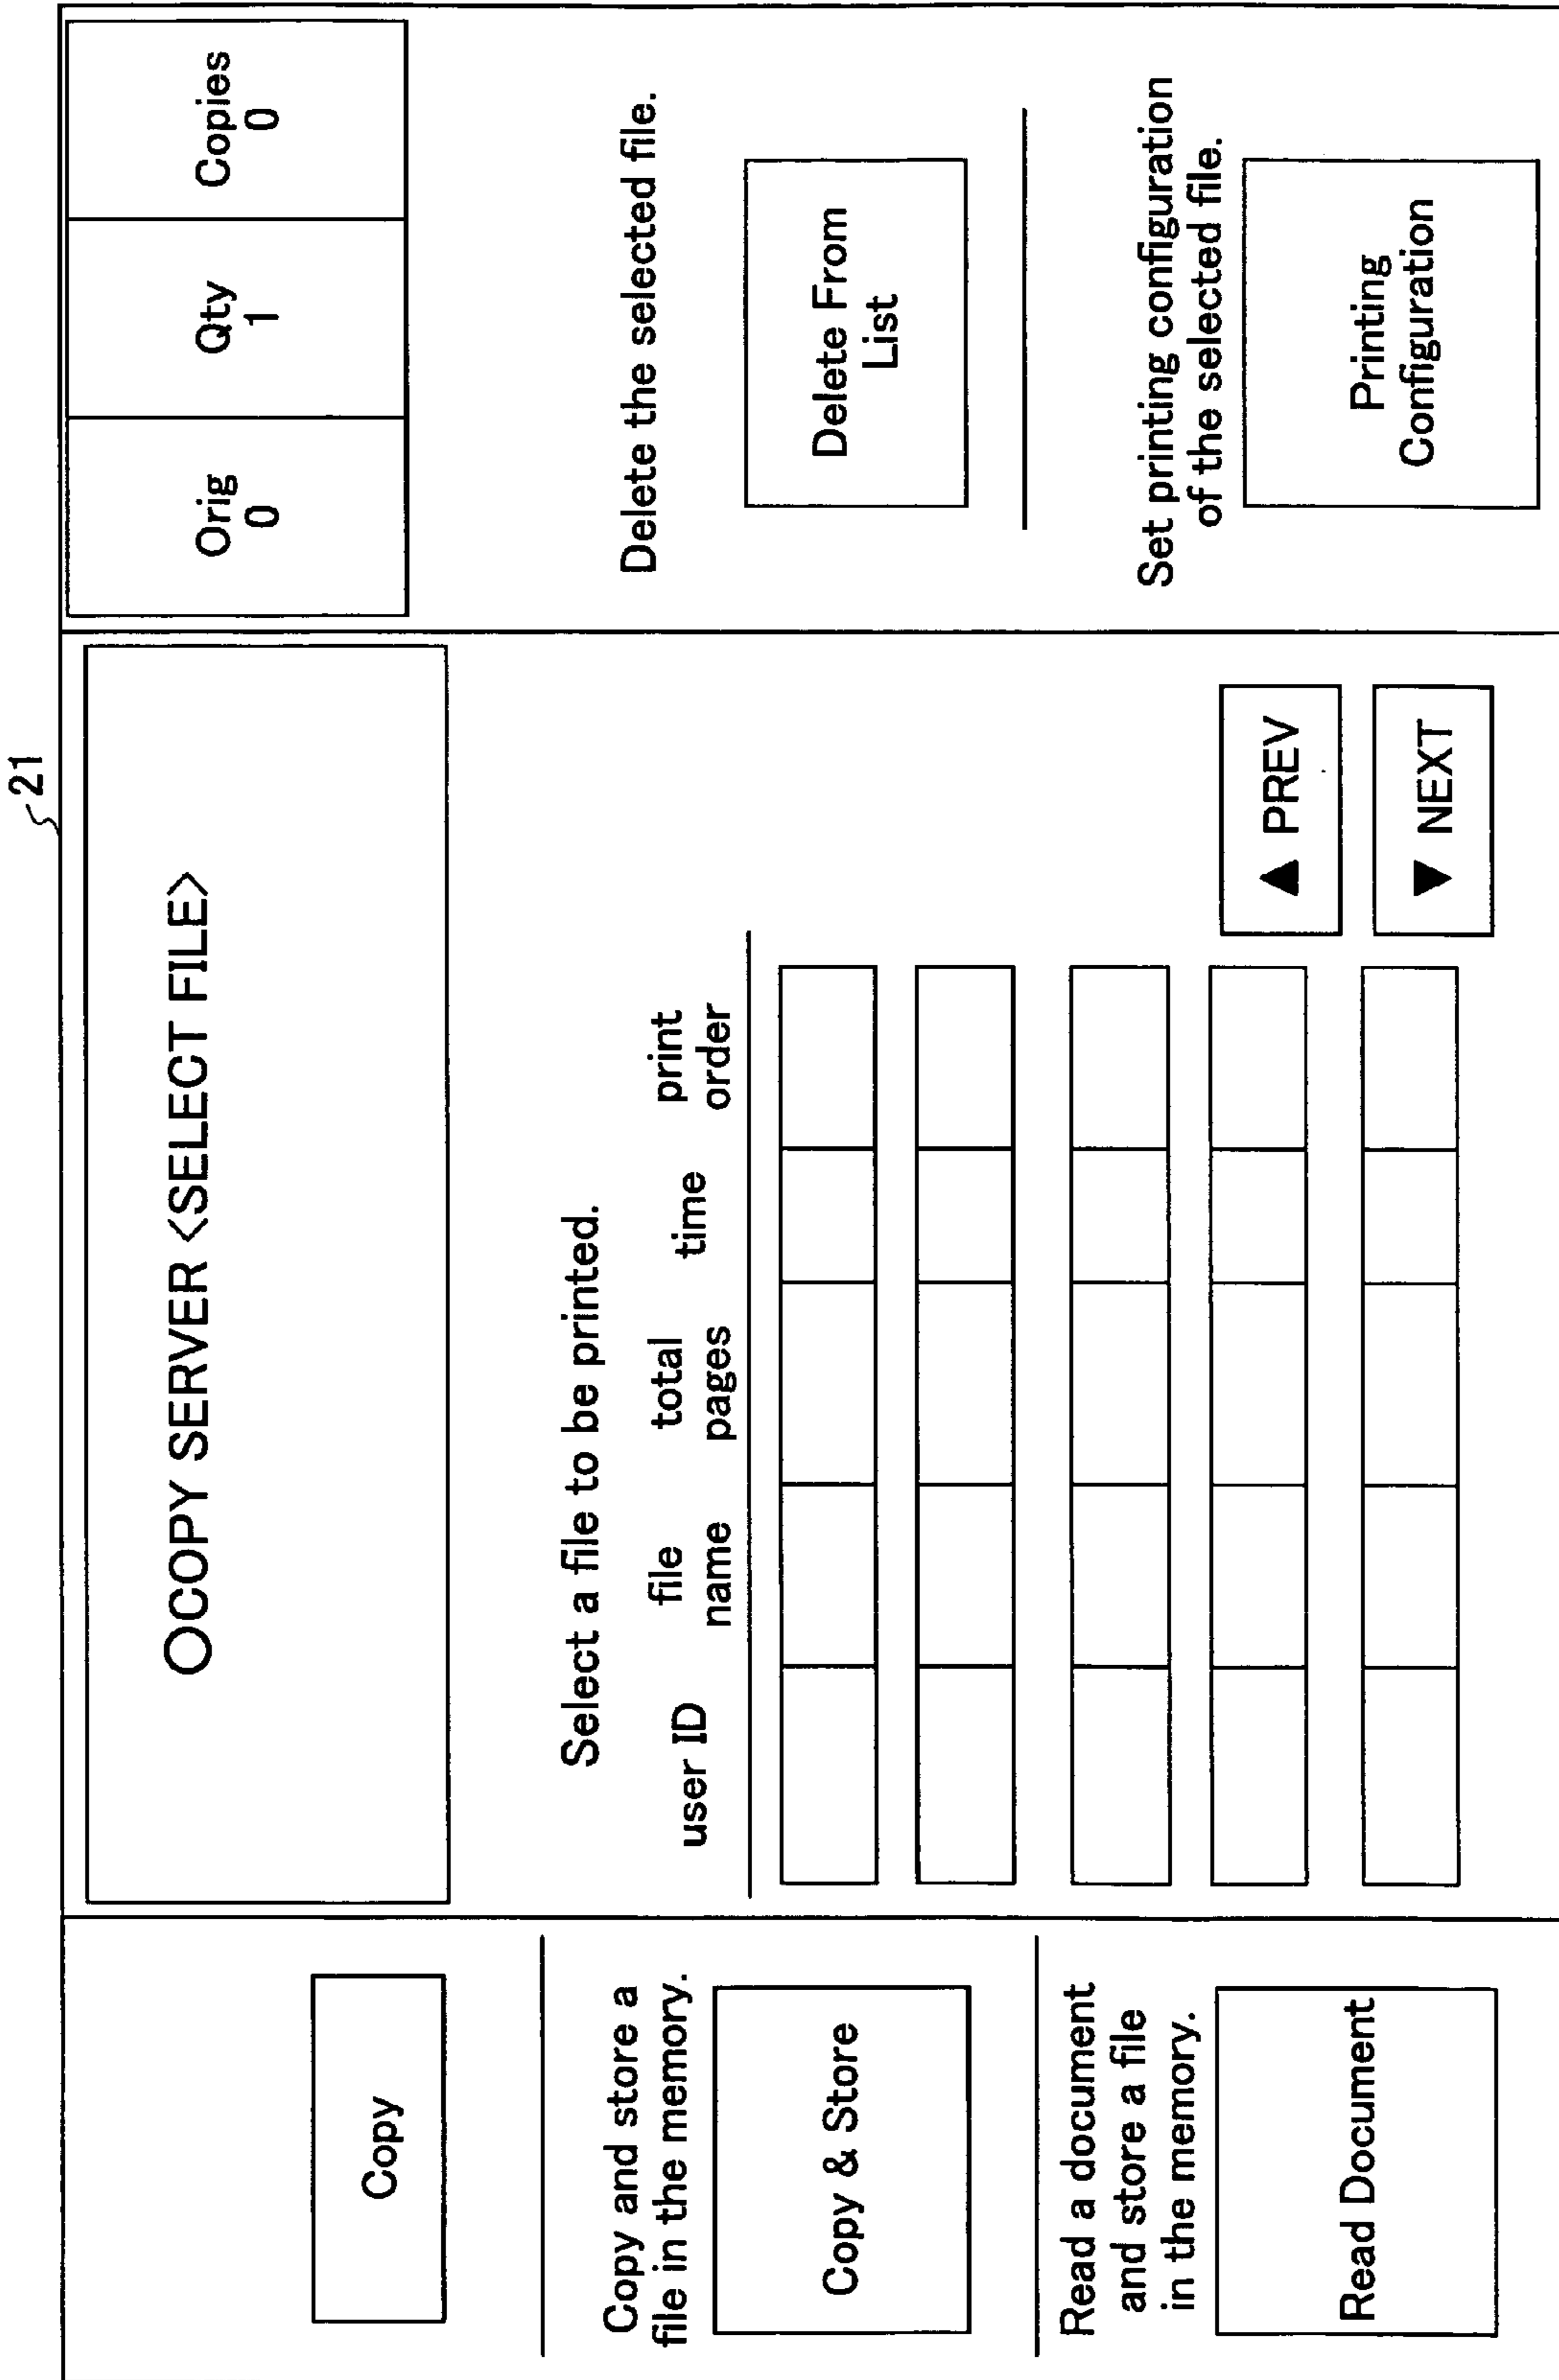 21
Copy
Copy and store a
file in the memory.
Copy & Store
Read a document
and store a file
in the memory.
Read Document
○COPY SERVER <SELECT FILE>
Select a file to be printed.
user ID
file
name
total
pages
time
print
order
▲ PREV
▼ NEXT
Orig
0
Qty
1
Copies
0
Delete the selected file.
Delete From
List
Set printing configuration
of the selected file.
Printing
Configuration